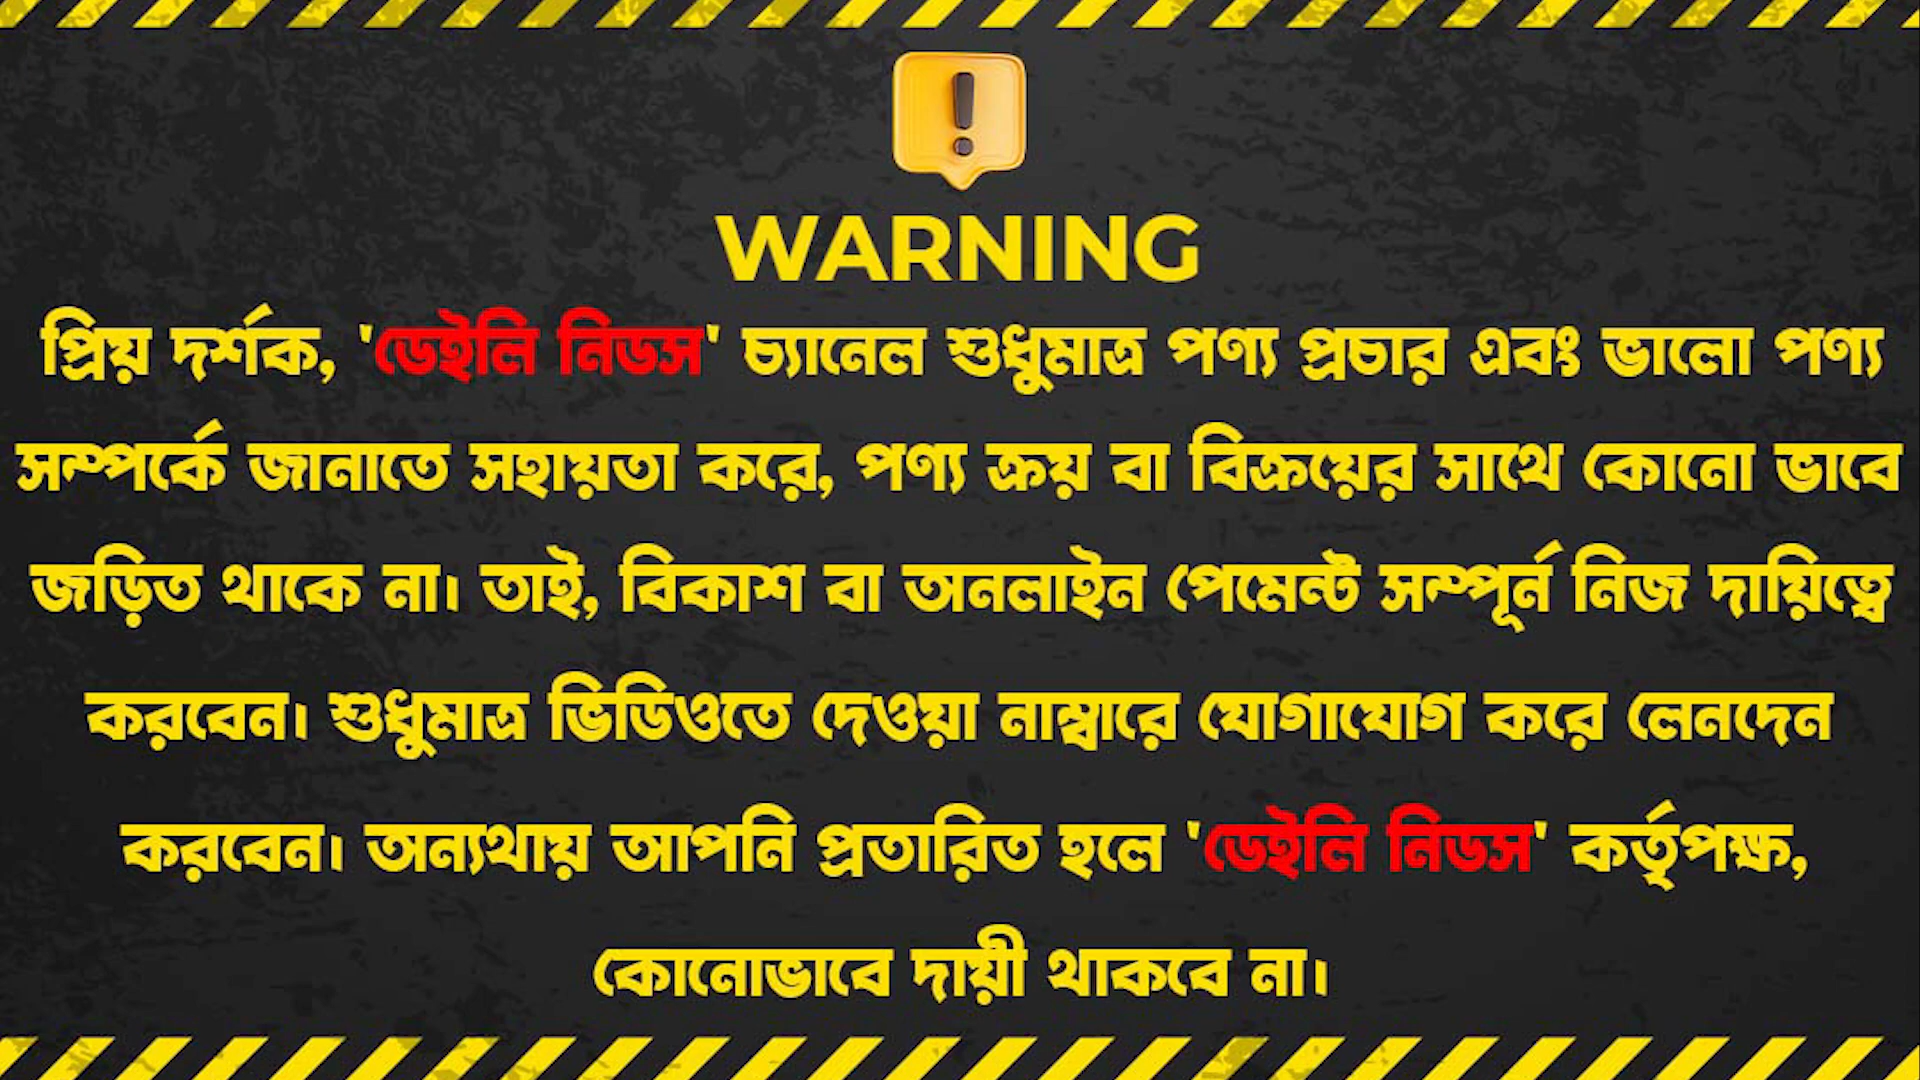 WARNING
প্রিয় দর্শক, 'ডেইলি নিডস' চ্যানেল শুধুমাত্র পণ্য প্রচার এবং ভালো পণ্য
সম্পর্কে জানাতে সহায়তা করে, পণ্য ক্রয় বা বিক্রয়ের সাথে কোনো ভাবে
জড়িত থাকে না। তাই, বিকাশ বা অনলাইন পেমেন্ট সম্পূর্ন নিজ দায়িত্বে
করবেন। শুধুমাত্র ভিডিওতে দেওয়া নাম্বারে যোগাযোগ করে লেনদেন
করবেন। অন্যথায় আপনি প্রতারিত হলে 'ডেইলি নিডস' কর্তৃপক্ষ,
কোনোভাবে দায়ী থাকবে না।